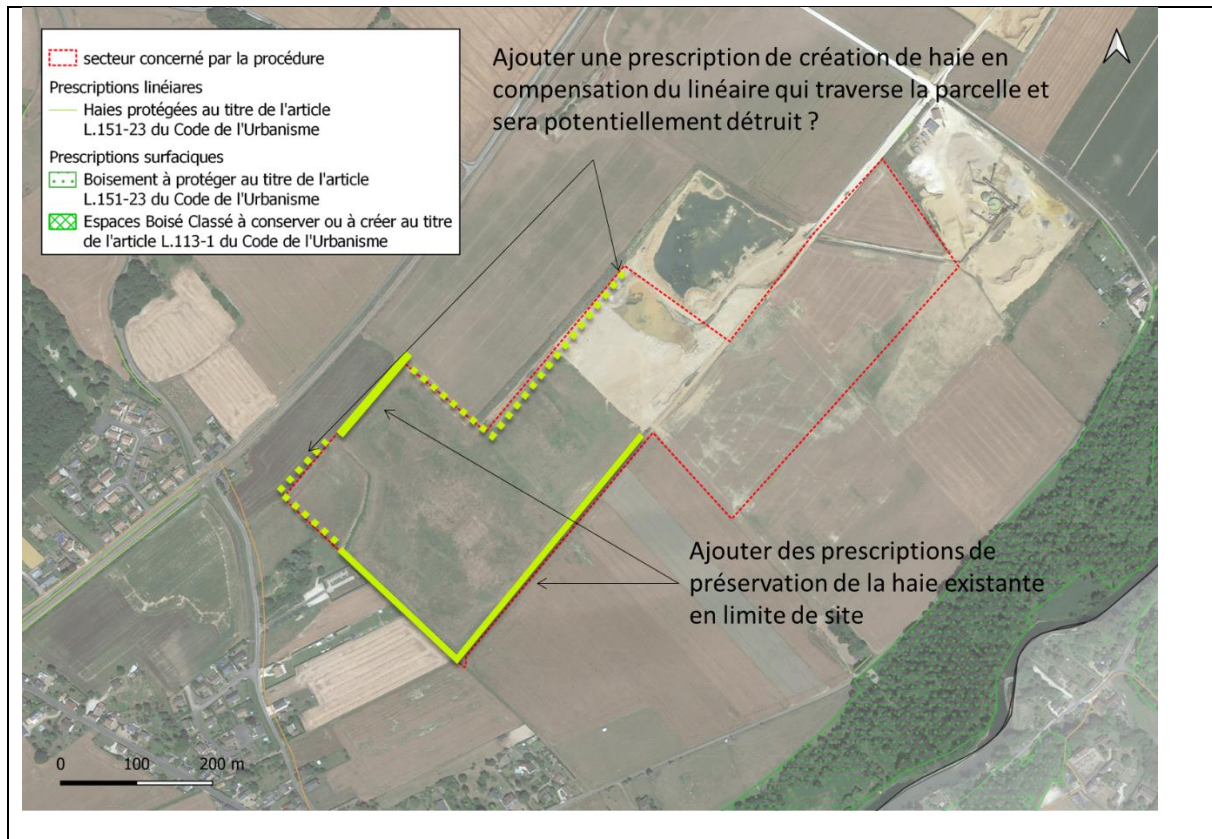 secteur concerné par la procédure
Prescriptions linéaires
Haies protégées au titre de l'article
L.151-23 du Code de l'Urbanisme
Prescriptions surfaciques
Boisement à protéger au titre de l'article
L.151-23 du Code de l'Urbanisme
Espaces Boisé Classé à conserver ou à créer au titre
de l'article L.113-1 du Code de l'Urbanisme
Ajouter une prescription de création de haie en
compensation du linéaire qui traverse la parcelle et
sera potentiellement détruit ?
Ajouter des prescriptions de
préservation de la haie existante
en limite de site
0 100 200 m